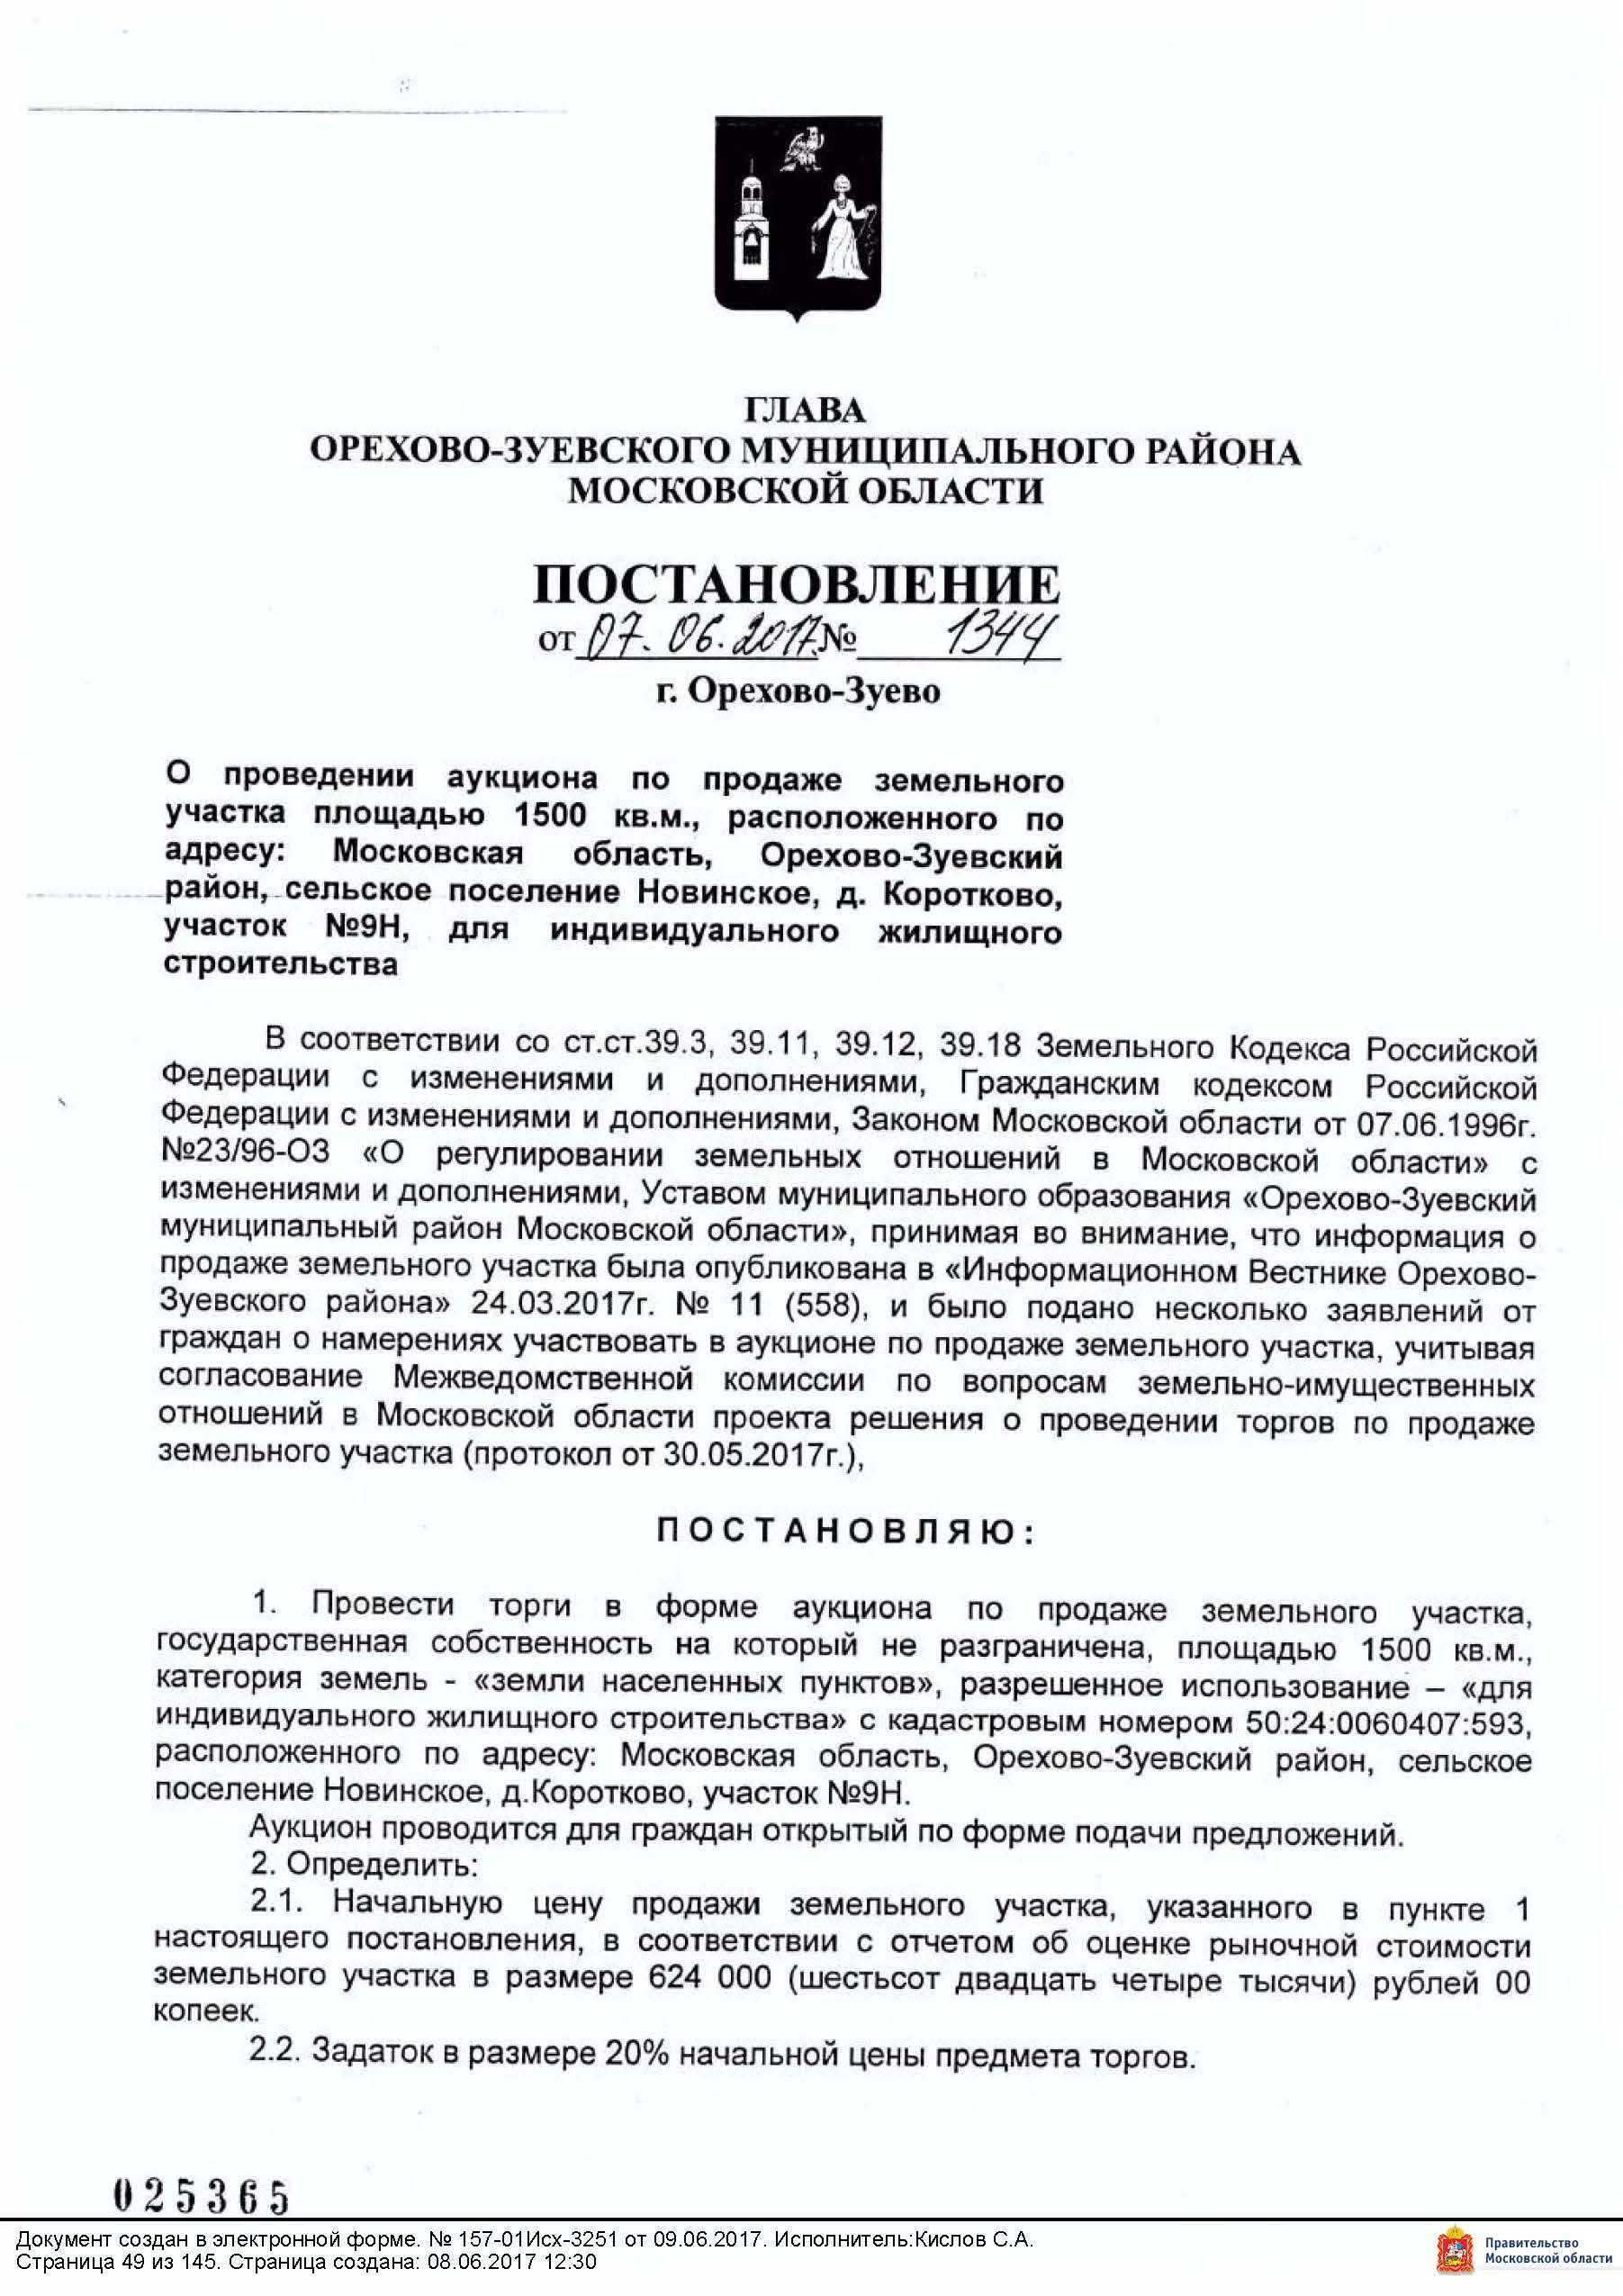 ГЛАВА
ОРЕХОВО-ЗУЕВСКОГО МУНИЦИПАЛЬНОГО РАЙОНА
МОСКОВСКОЙ ОБЛАСТИ
ПОСТАНОВЛЕНИЕ
от 07.06.2017 № 1344
г. Орехово-Зуево
О проведении аукциона по продаже земельного
участка площадью 1500 кв.м., расположенного по
адресу: Московская область, Орехово-Зуевский
район, сельское поселение Новинское, д. Коротково,
участок №9Н, для индивидуального жилищного
строительства
В соответствии со ст.ст.39.3, 39.11, 39.12, 39.18 Земельного Кодекса Российской
Федерации с изменениями и дополнениями, Гражданским кодексом Российской
Федерации с изменениями и дополнениями, Законом Московской области от 07.06.1996г.
№23/96-ОЗ «О регулировании земельных отношений в Московской области» с
изменениями и дополнениями, Уставом муниципального образования «Орехово-Зуевский
муниципальный район Московской области», принимая во внимание, что информация о
продаже земельного участка была опубликована в «Информационном Вестнике Орехово-
Зуевского района» 24.03.2017г. № 11 (558), и было подано несколько заявлений от
граждан о намерениях участвовать в аукционе по продаже земельного участка, учитывая
согласование Межведомственной комиссии по вопросам земельно-имущественных
отношений в Московской области проекта решения о проведении торгов по продаже
земельного участка (протокол от 30.05.2017г.),
ПОСТАНОВЛЯЮ:
1. Провести торги в форме аукциона по продаже земельного участка,
государственная собственность на который не разграничена, площадью 1500 кв.м.,
категория земель - «земли населенных пунктов», разрешенное использование – «для
индивидуального жилищного строительства» с кадастровым номером 50:24:0060407:593,
расположенного по адресу: Московская область, Орехово-Зуевский район, сельское
поселение Новинское, д.Коротково, участок №9Н.
Аукцион проводится для граждан открытый по форме подачи предложений.
2. Определить:
2.1. Начальную цену продажи земельного участка, указанного в пункте 1
настоящего постановления, в соответствии с отчетом об оценке рыночной стоимости
земельного участка в размере 624 000 (шестьсот двадцать четыре тысячи) рублей 00
копеек.
2.2. Задаток в размере 20% начальной цены предмета торгов.
025365
Документ создан в электронной форме. № 157-01Исх-3251 от 09.06.2017. Исполнитель:Кислов С.А.
Страница 49 из 145. Страница создана: 08.06.2017 12:30
Правительство
Московской области